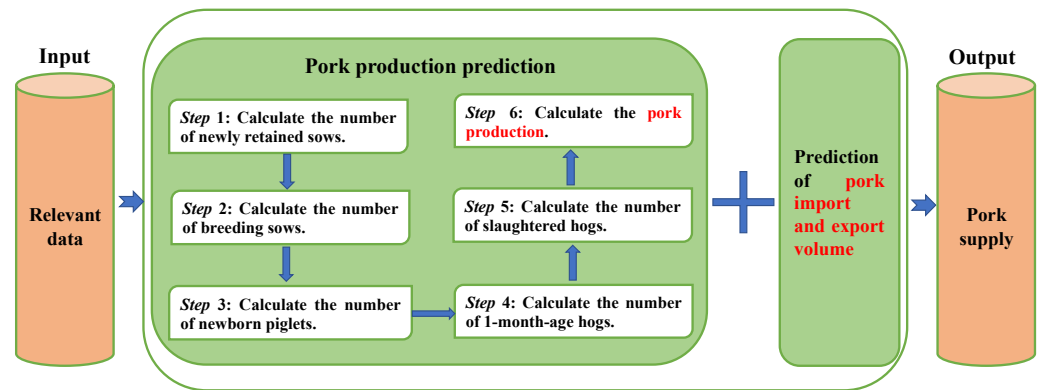 Input
Relevant
data
Pork production prediction
Step 1: Calculate the number
of newly retained sows.
Step 2: Calculate the number
of breeding sows.
Step 3: Calculate the number
of newborn piglets.
Step 4: Calculate the number
of 1-month-age hogs.
Step 5: Calculate the number
of slaughtered hogs.
Step 6: Calculate the pork
production.
Prediction
of pork
import
and export
volume
Output
Pork
supply